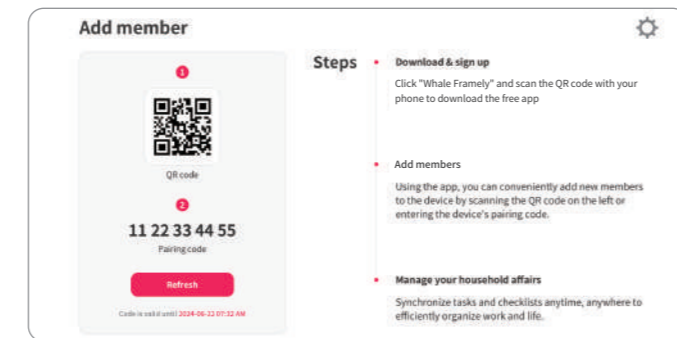 Add member
1
QR code
2
11 22 33 44 55
Pairing code
Refresh
Code is valid until 2024-06-22 07:32 AM
Steps
Download & sign up
Click "Whale Framely" and scan the QR code with your
phone to download the free app
Add members
Using the app, you can conveniently add new members
to the device by scanning the QR code on the left or
entering the device's pairing code.
Manage your household affairs
Synchronize tasks and checklists anytime, anywhere to
efficiently organize work and life.